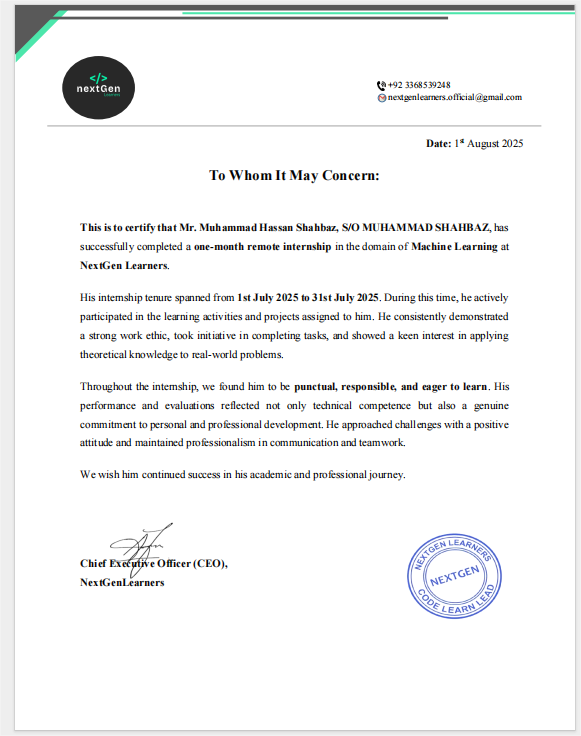 </>
nextGen
Learners
+92 3368539248
nextgenlearners.official@gmail.com
Date: 1st August 2025
To Whom It May Concern:
This is to certify that Mr. Muhammad Hassan Shahbaz, S/O MUHAMMAD SHAHBAZ, has
successfully completed a one-month remote internship in the domain of Machine Learning at
NextGen Learners.
His internship tenure spanned from 1st July 2025 to 31st July 2025. During this time, he actively
participated in the learning activities and projects assigned to him. He consistently demonstrated
a strong work ethic, took initiative in completing tasks, and showed a keen interest in applying
theoretical knowledge to real-world problems.
Throughout the internship, we found him to be punctual, responsible, and eager to learn. His
performance and evaluations reflected not only technical competence but also a genuine
commitment to personal and professional development. He approached challenges with a positive
attitude and maintained professionalism in communication and teamwork.
We wish him continued success in his academic and professional journey.
Chief Executive Officer (CEO),
NextGenLearners
NEXTGEN LEARNERS
NEXTGEN
CODE LEARN LEAD